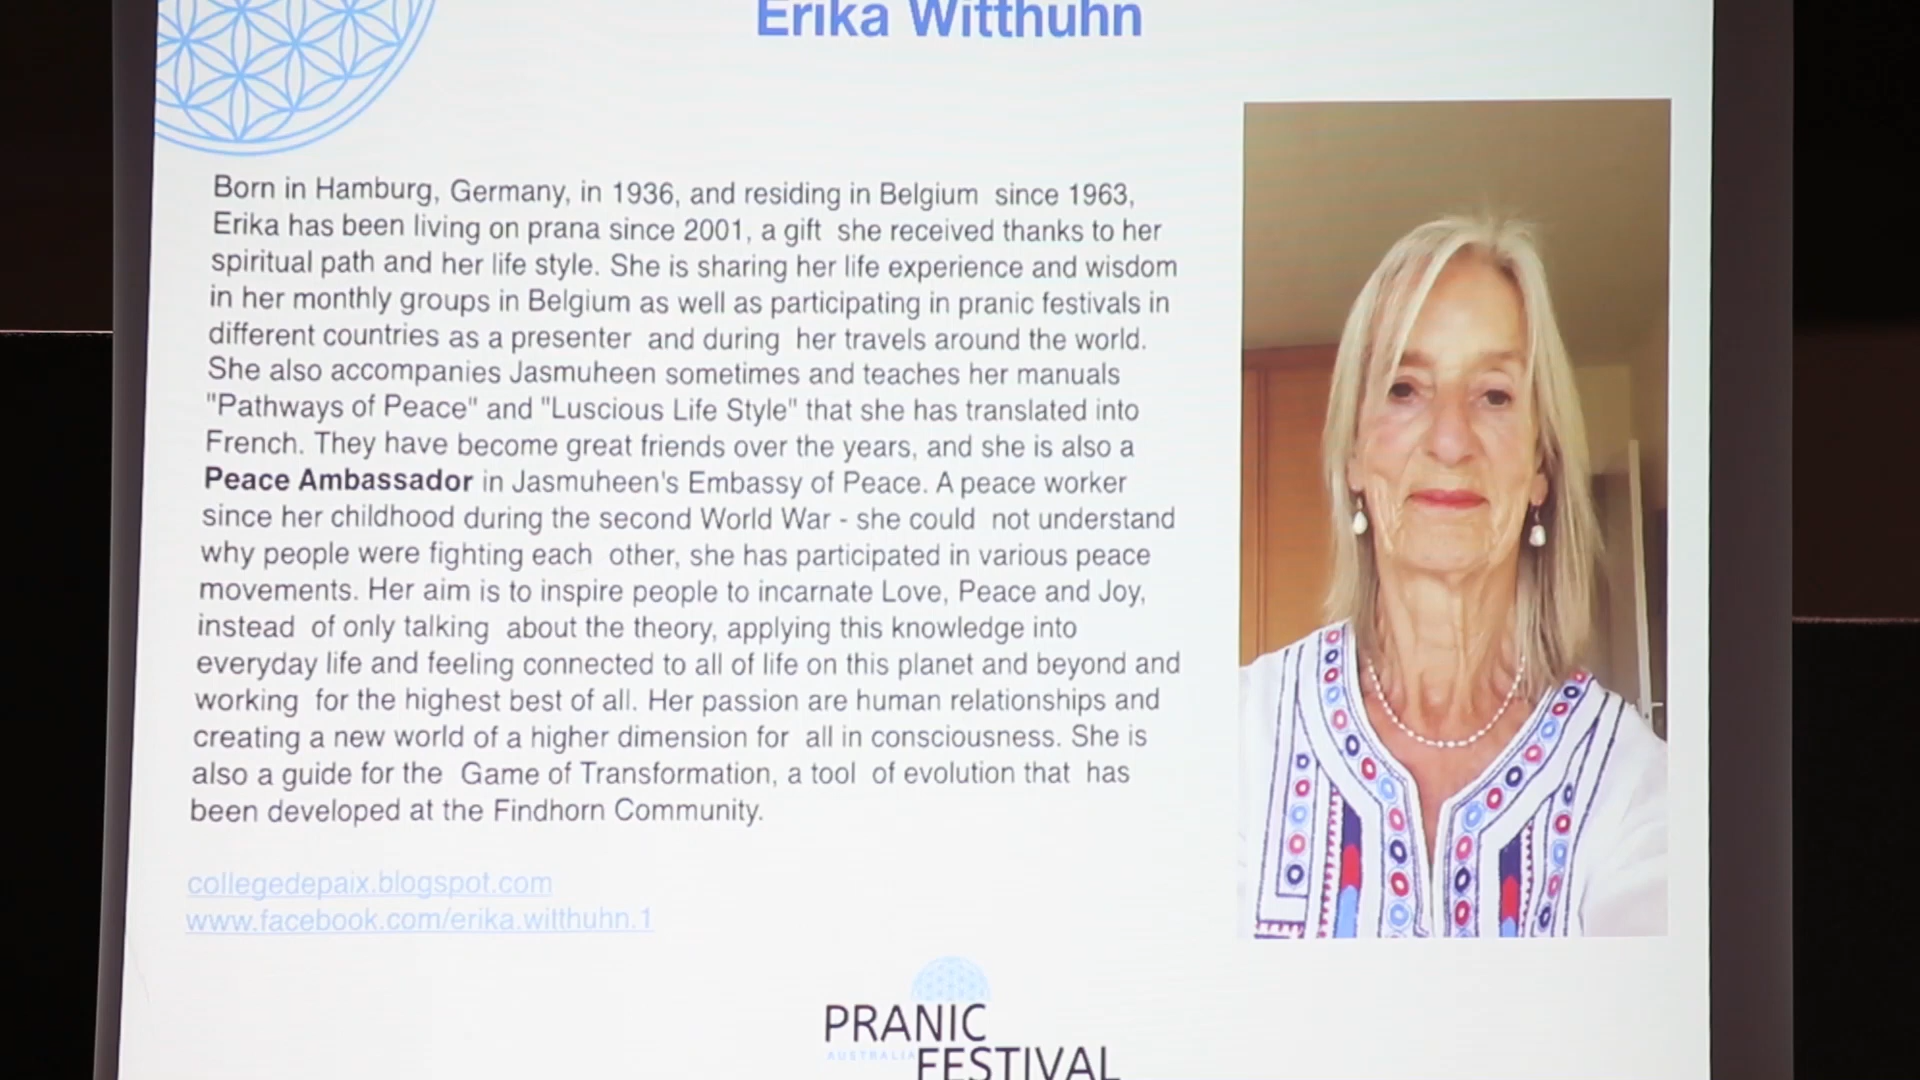 Erika Witthuhn
Born in Hamburg, Germany, in 1936, and residing in Belgium since 1963,
Erika has been living on prana since 2001, a gift she received thanks to her
spiritual path and her life style. She is sharing her life experience and wisdom
in her monthly groups in Belgium as well as participating in pranic festivals in
different countries as a presenter and during her travels around the world.
She also accompanies Jasmuheen sometimes and teaches her manuals
"Pathways of Peace" and "Luscious Life Style" that she has translated into
French. They have become great friends over the years, and she is also a
Peace Ambassador in Jasmuheen's Embassy of Peace. A peace worker
since her childhood during the second World War - she could not understand
why people were fighting each other, she has participated in various peace
movements. Her aim is to inspire people to incarnate Love, Peace and Joy,
instead of only talking about the theory, applying this knowledge into
everyday life and feeling connected to all of life on this planet and beyond and
working for the highest best of all. Her passion are human relationships and
creating a new world of a higher dimension for all in consciousness. She is
also a guide for the Game of Transformation, a tool of evolution that has
been developed at the Findhorn Community.
collegedepaix.blogspot.com
www.facebook.com/erika.witthuhn.1
PRANIC
AUSTRALIA
FESTIVAL